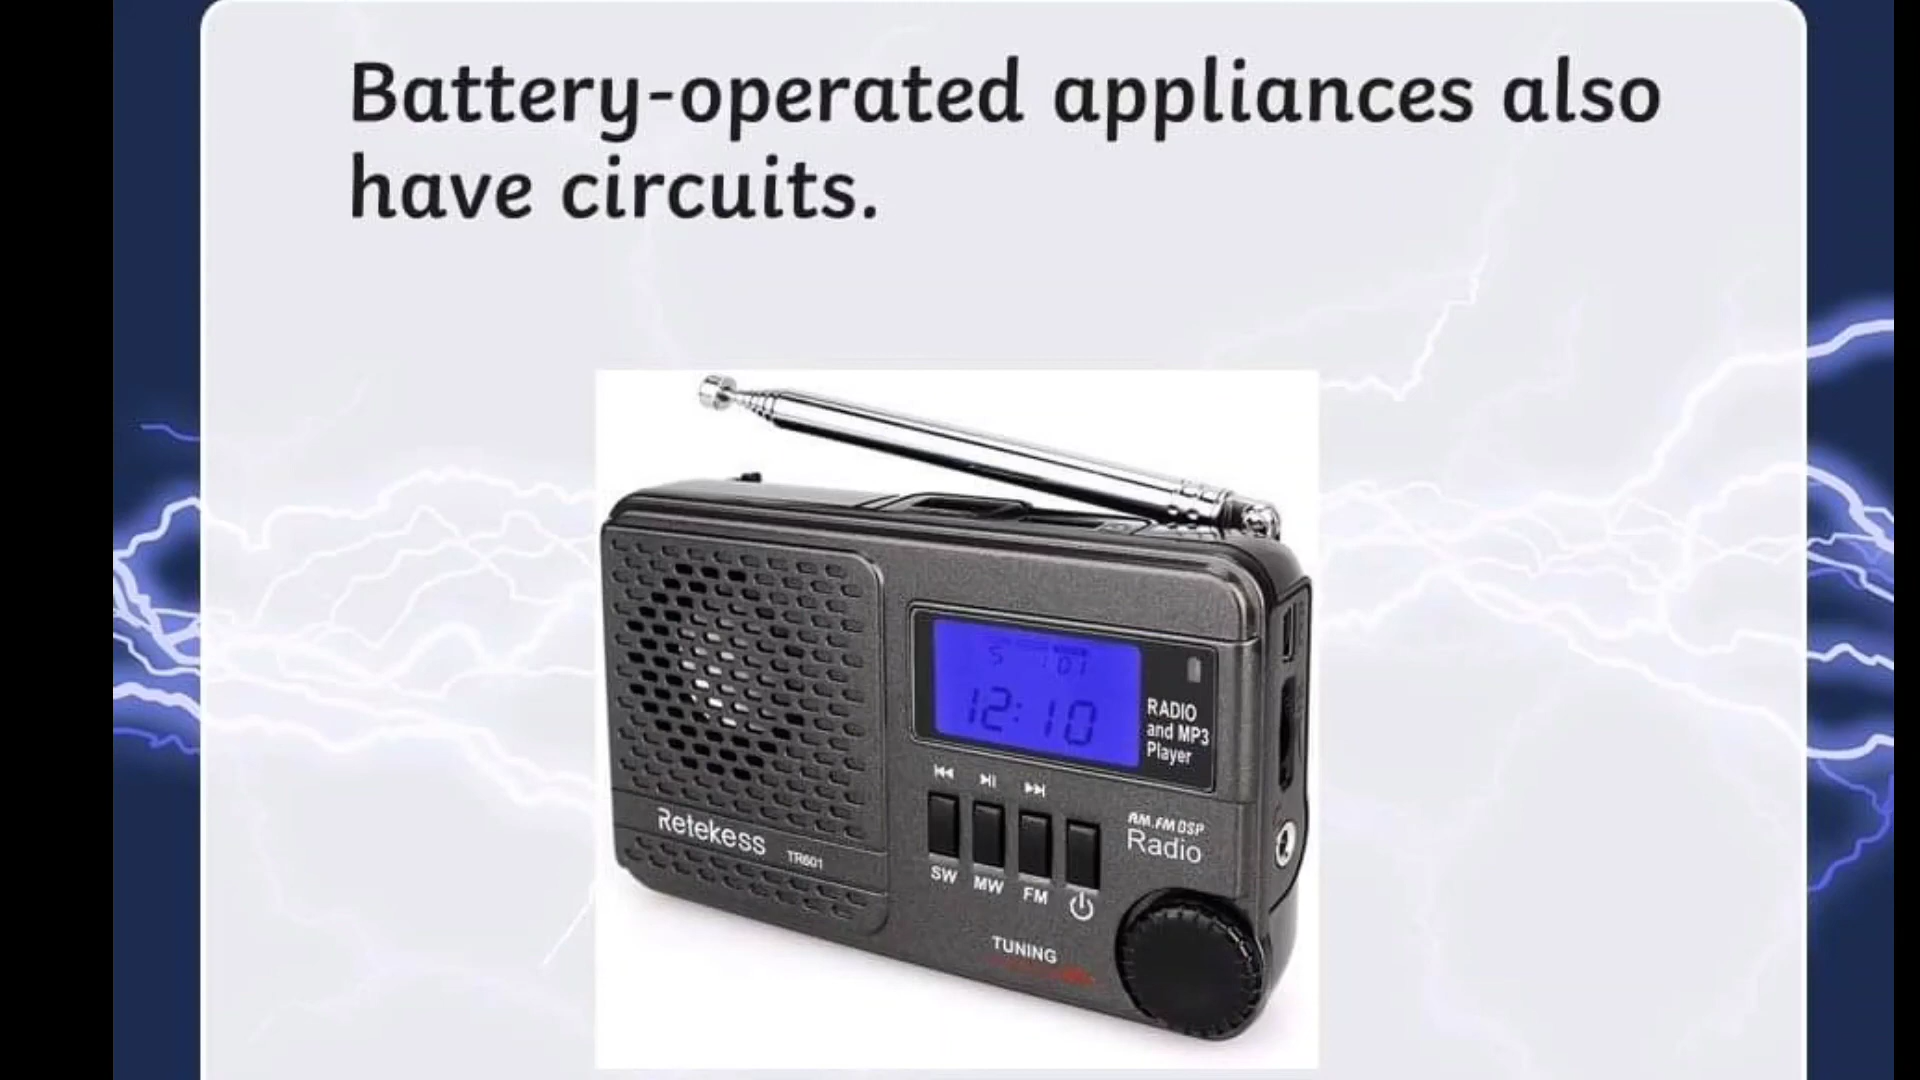 Battery-operated appliances also
have circuits.
12:10
RADIO
and MP3
Player
Retekess
TR601
AM.FM DSP
Radio
SW MW FM
TUNING